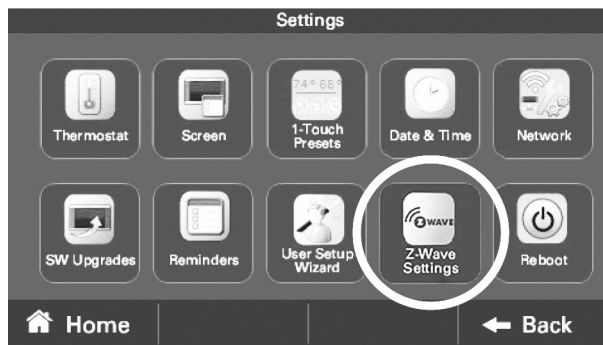 Settings
74° 68°
Thermostat
Screen
1-Touch
Presets
Date & Time
Network
Z WAVE
SW Upgrades
Reminders
User Setup
Wizard
Z-Wave
Settings
Reboot
Home
Back